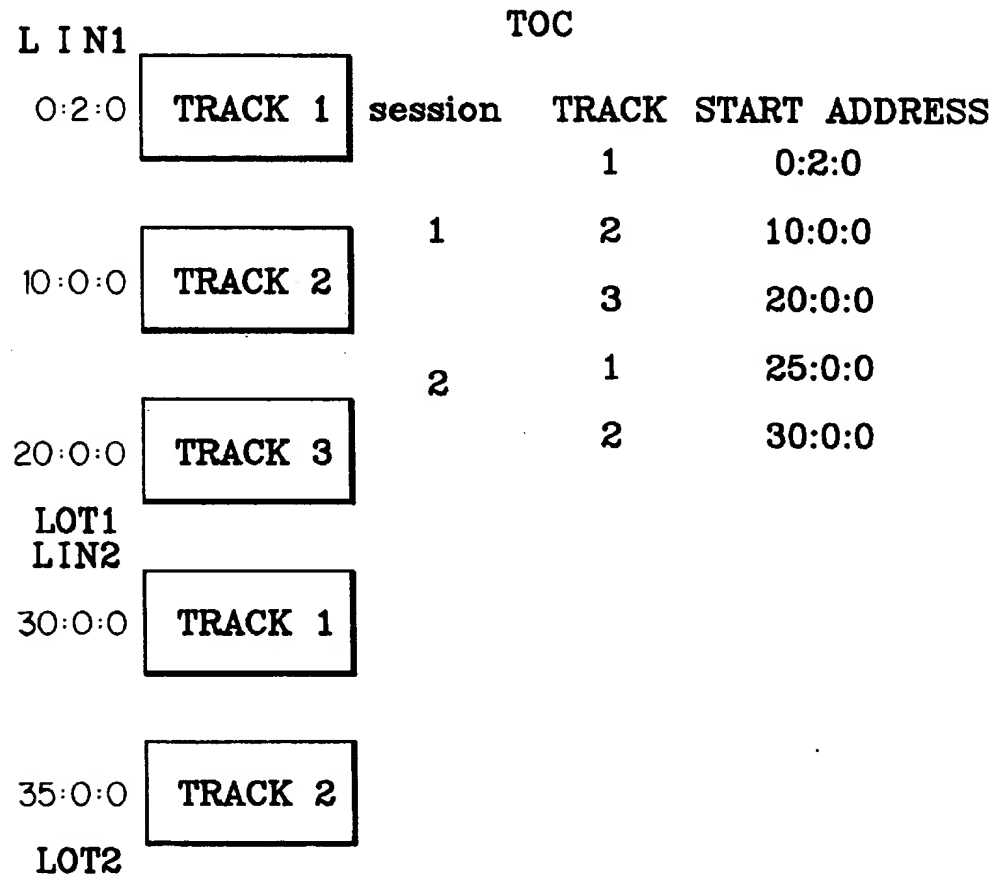 TOC
L I N1
0:2:0 TRACK 1 session TRACK START ADDRESS
1 0:2:0
1 2 10:0:0
10:0:0 TRACK 2
3 20:0:0
1 25:0:0
2
2 30:0:0
20:0:0 TRACK 3
LOT1
LIN2
30:0:0 TRACK 1
35:0:0 TRACK 2
LOT2